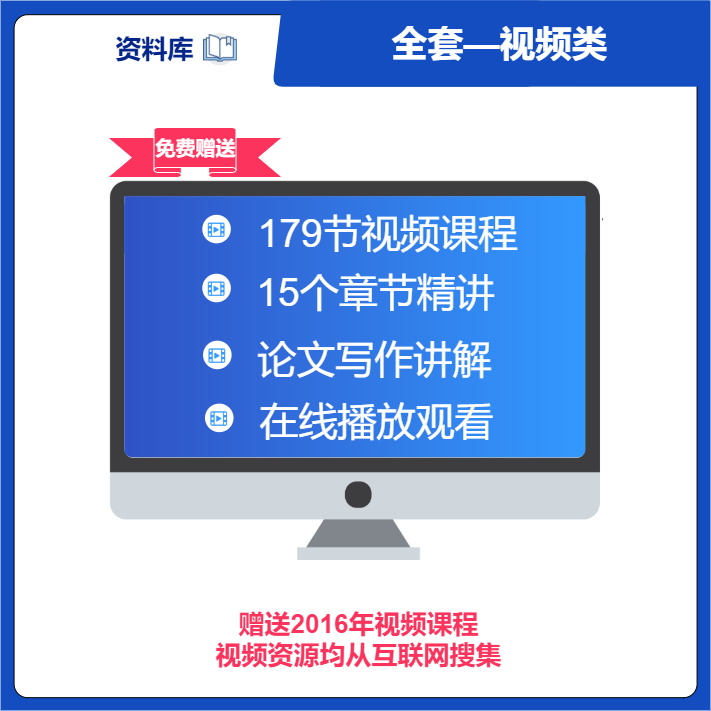 资料库
全套—视频类
免费赠送
179节视频课程
15个章节精讲
论文写作讲解
在线播放观看
赠送2016年视频课程
视频资源均从互联网搜集